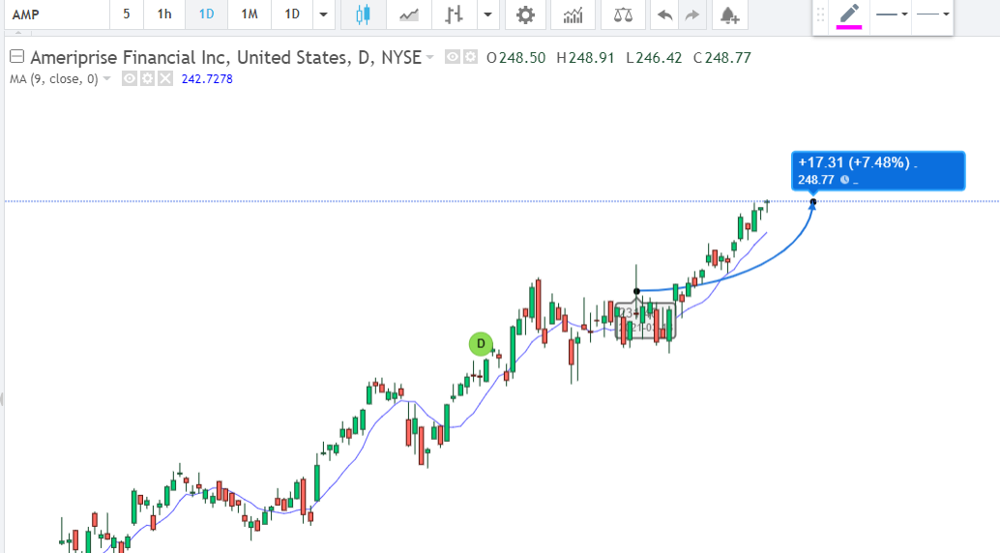 AMP 5 1h 1D 1M 1D
Ameriprise Financial Inc, United States, D, NYSE O248.50 H248.91 L246.42 C248.77
MA (9, close, 0) 242.7278
+17.31 (+7.48%)
248.77
D